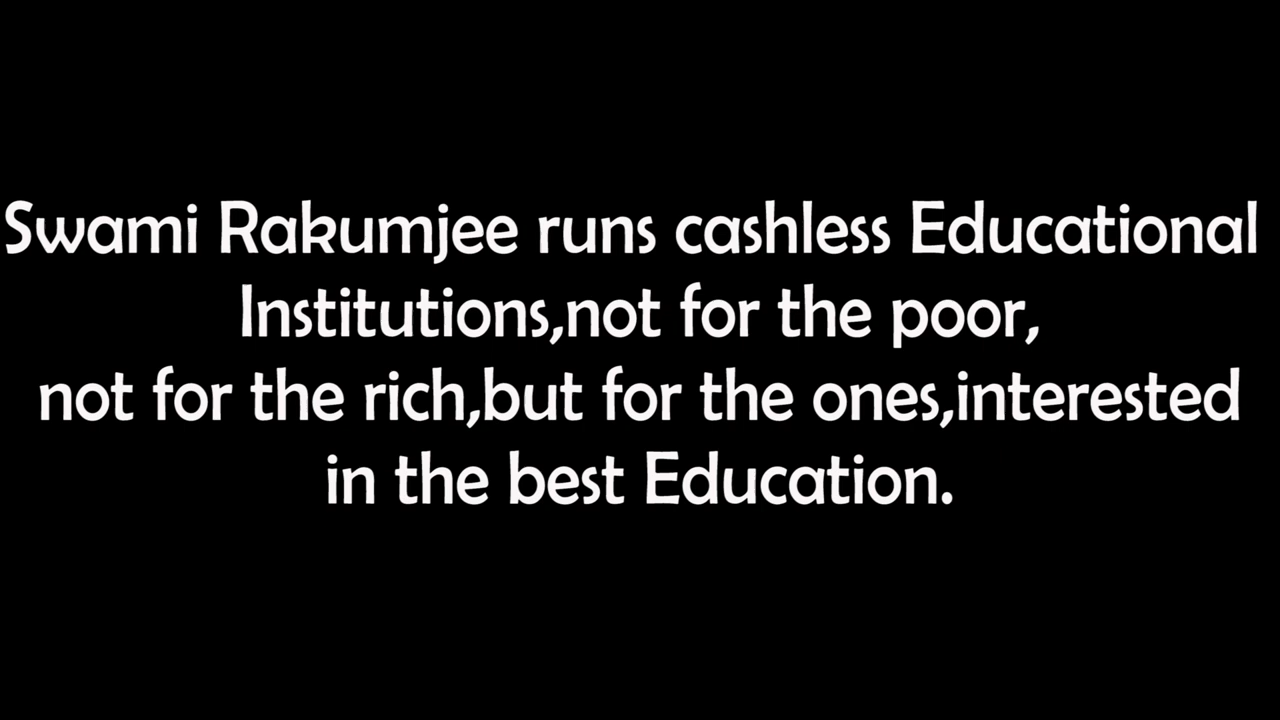 Swami Rakumjee runs cashless Educational
Institutions,not for the poor,
not for the rich,but for the ones,interested
in the best Education.